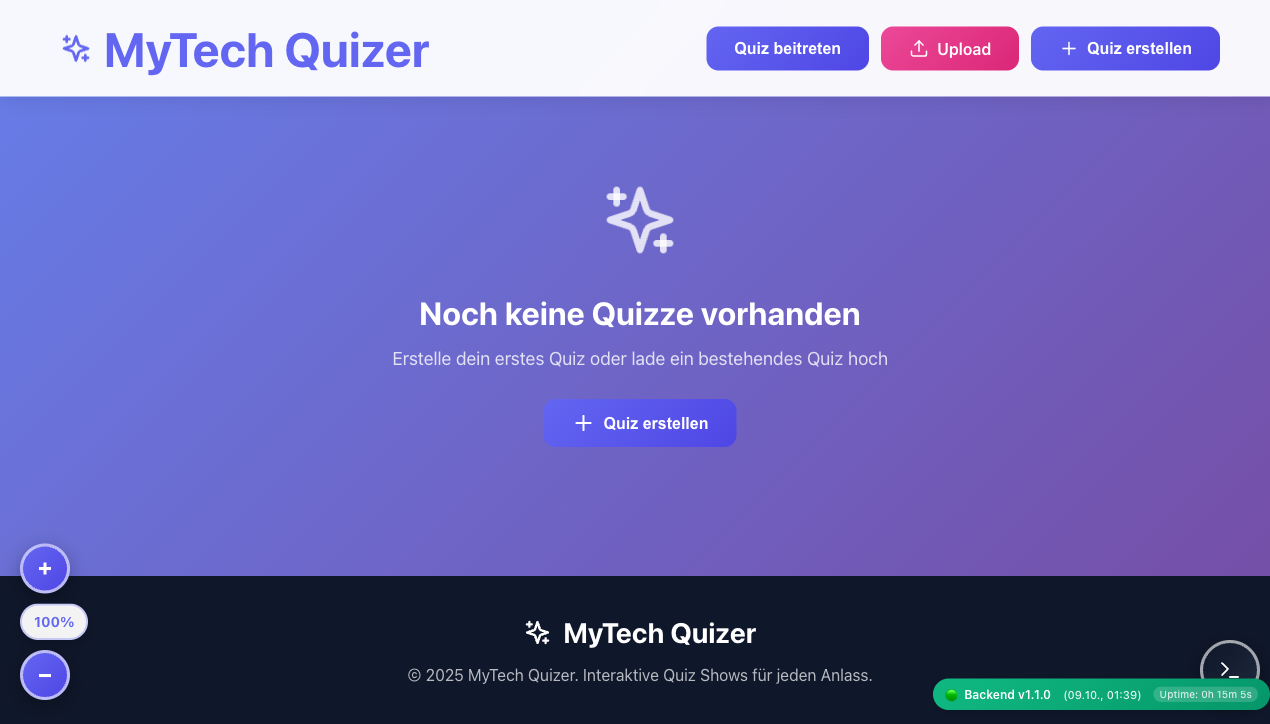 MyTech Quizer
Quiz beitreten
Upload
Quiz erstellen
Noch keine Quizze vorhanden
Erstelle dein erstes Quiz oder lade ein bestehendes Quiz hoch
Quiz erstellen
+
100%
−
MyTech Quizer
© 2025 MyTech Quizer. Interaktive Quiz Shows für jeden Anlass.
Backend v1.1.0 (09.10., 01:39) Uptime: 0h 15m 5s